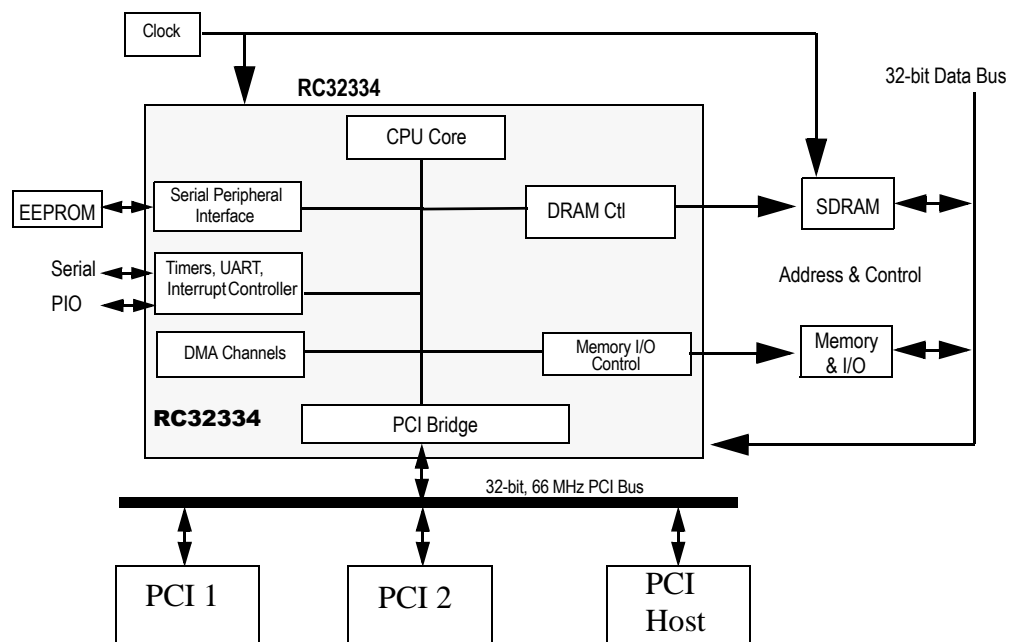 Clock
RC32334
32-bit Data Bus
CPU Core
EEPROM
Serial Peripheral
Interface
DRAM Ctl
SDRAM
Serial
PIO
Timers, UART,
Interrupt Controller
Address & Control
DMA Channels
Memory I/O
Control
Memory
& I/O
RC32334
PCI Bridge
32-bit, 66 MHz PCI Bus
PCI 1
PCI 2
PCI
Host